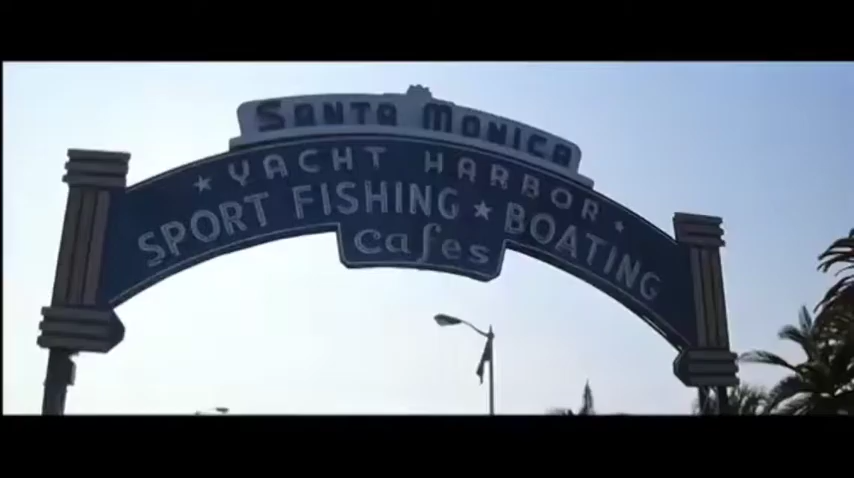 SANTA MONICA
★ YACHT HARBOR ★
SPORT FISHING ★ BOATING
cafes